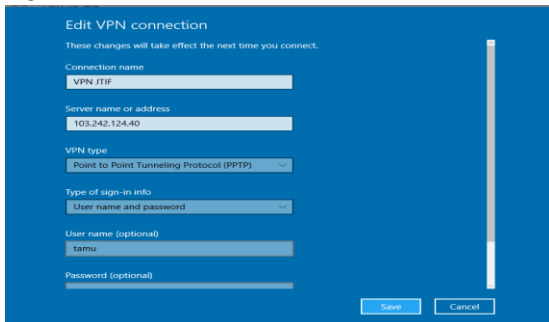 Edit VPN connection
These changes will take effect the next time you connect.
Connection name
VPN JTIF
Server name or address
103.242.124.40
VPN type
Point to Point Tunneling Protocol (PPTP)
Type of sign-in info
User name and password
User name (optional)
tamu
Password (optional)
Save Cancel